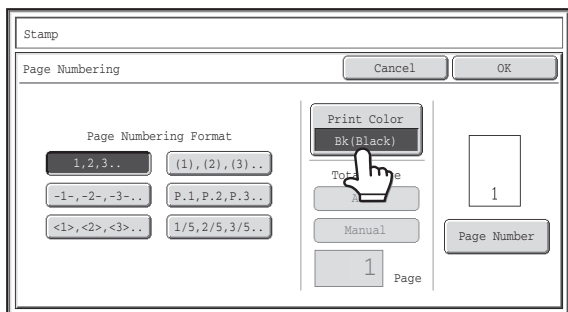 Stamp
Page Numbering
Cancel
OK
Page Numbering Format
1,2,3..
(1),(2),(3)..
-1-,-2-,-3-..
P.1,P.2,P.3..
<1>,<2>,<3>..
1/5,2/5,3/5..
Print Color
Bk(Black)
Manual
1
Page
1
Page Number